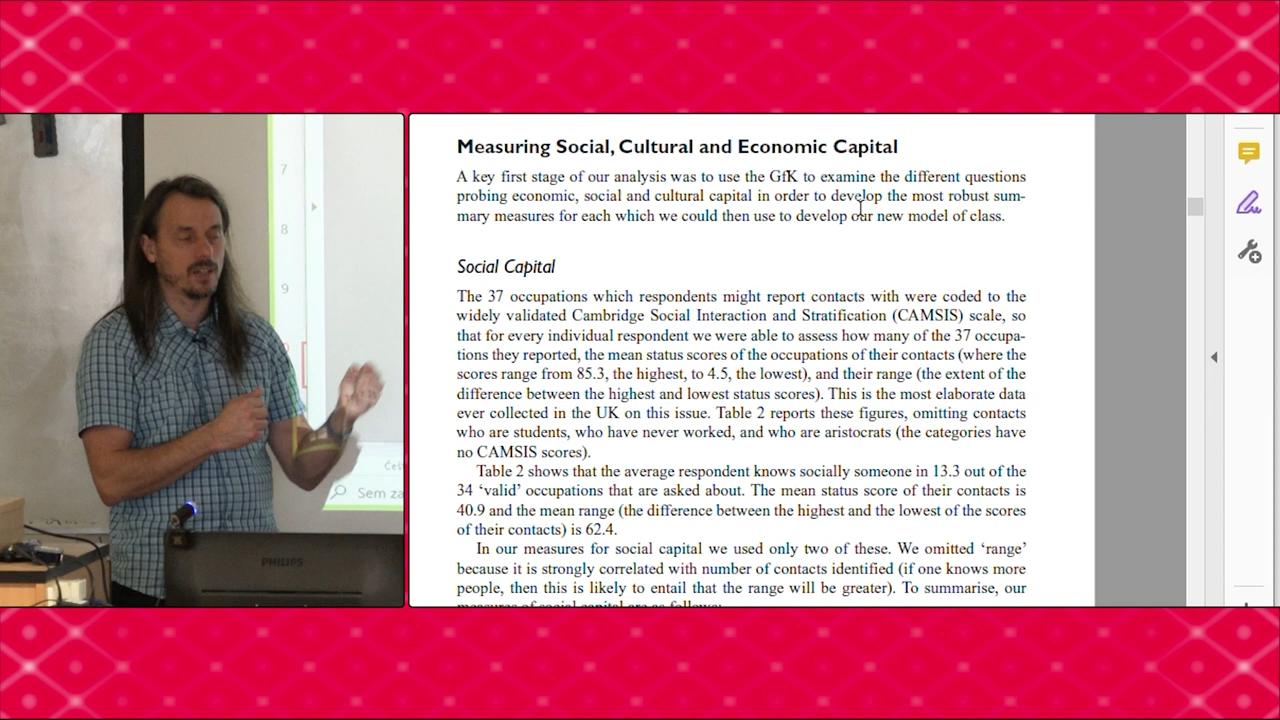 7
8
9
Sem za
PHILIPS
Measuring Social, Cultural and Economic Capital
A key first stage of our analysis was to use the GfK to examine the different questions
probing economic, social and cultural capital in order to develop the most robust sum-
mary measures for each which we could then use to develop our new model of class.
Social Capital
The 37 occupations which respondents might report contacts with were coded to the
widely validated Cambridge Social Interaction and Stratification (CAMSIS) scale, so
that for every individual respondent we were able to assess how many of the 37 occupa-
tions they reported, the mean status scores of the occupations of their contacts (where the
scores range from 85.3, the highest, to 4.5, the lowest), and their range (the extent of the
difference between the highest and lowest status scores). This is the most elaborate data
ever collected in the UK on this issue. Table 2 reports these figures, omitting contacts
who are students, who have never worked, and who are aristocrats (the categories have
no CAMSIS scores).
Table 2 shows that the average respondent knows socially someone in 13.3 out of the
34 ‘valid’ occupations that are asked about. The mean status score of their contacts is
40.9 and the mean range (the difference between the highest and the lowest of the scores
of their contacts) is 62.4.
In our measures for social capital we used only two of these. We omitted ‘range’
because it is strongly correlated with number of contacts identified (if one knows more
people, then this is likely to entail that the range will be greater). To summarise, our
measures of social capital are as follows: